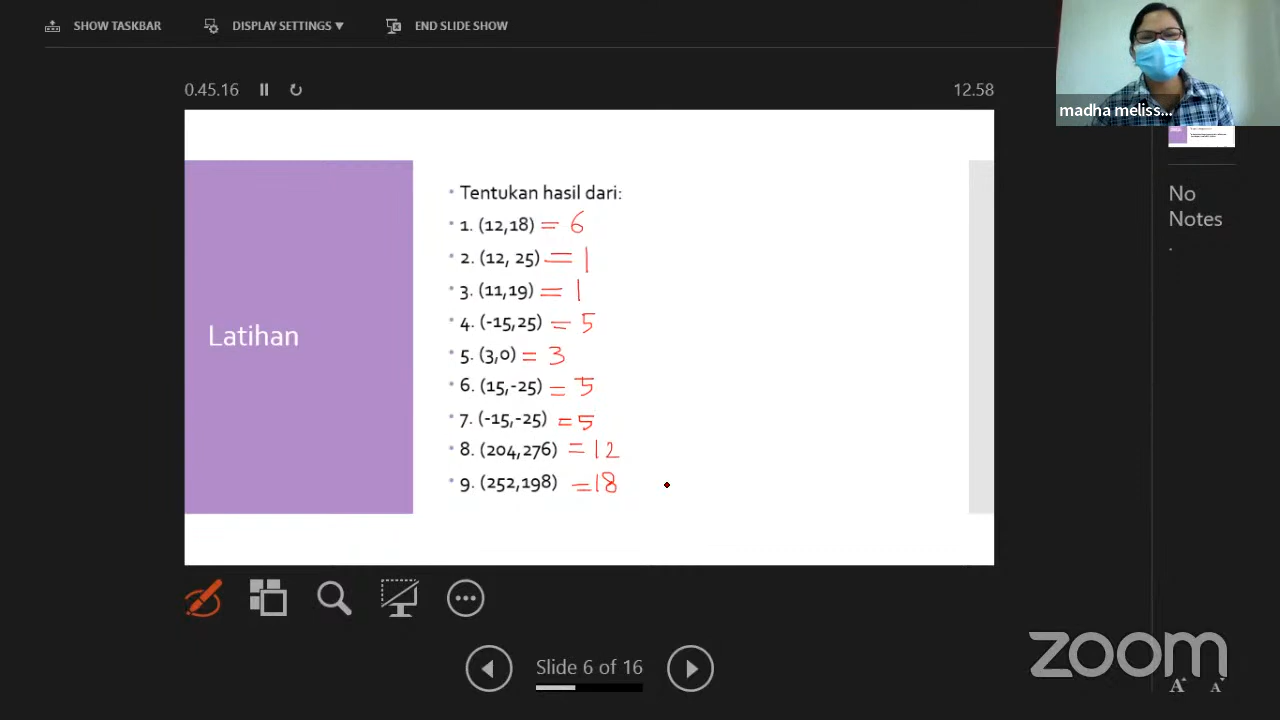 SHOW TASKBAR
DISPLAY SETTINGS ▼
END SLIDE SHOW
0.45.16
12.58
madha meliss...
Tentukan hasil dari:
1. (12,18) = 6
2. (12, 25) = 1
3. (11,19) = 1
4. (-15,25) = 5
5. (3,0) = 3
6. (15,-25) = 5
7. (-15,-25) = 5
8. (204,276) = 12
9. (252,198) = 18
Latihan
No
Notes
.
Slide 6 of 16
zoom
A A